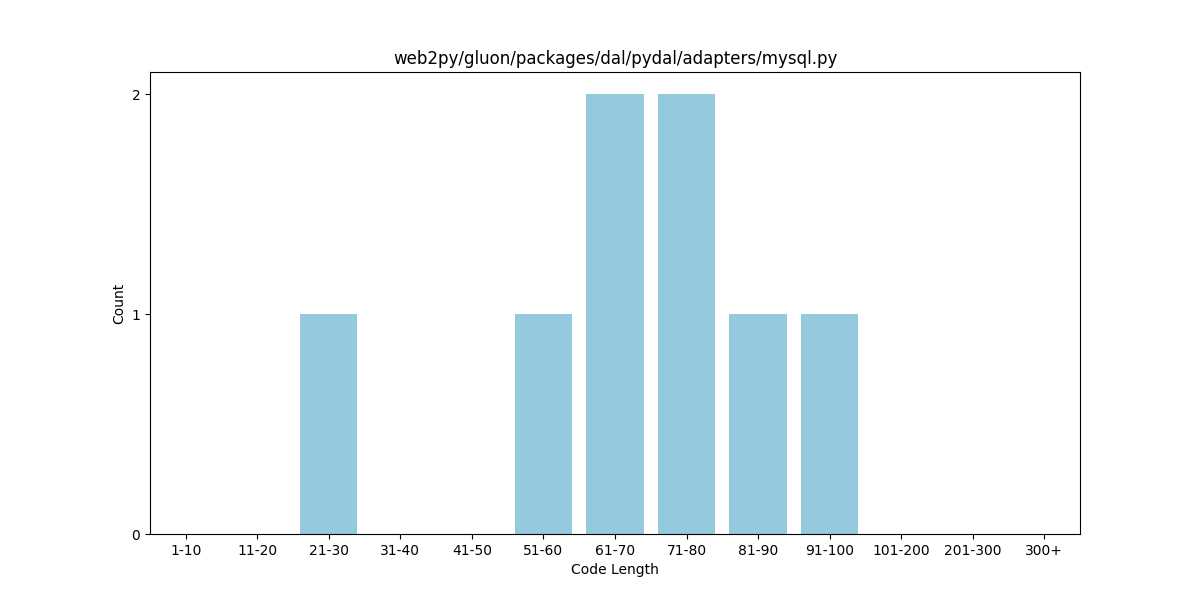 web2py/gluon/packages/dal/pydal/adapters/mysql.py
2
1
0
Count
1-10 11-20 21-30 31-40 41-50 51-60 61-70 71-80 81-90 91-100 101-200 201-300 300+
Code Length